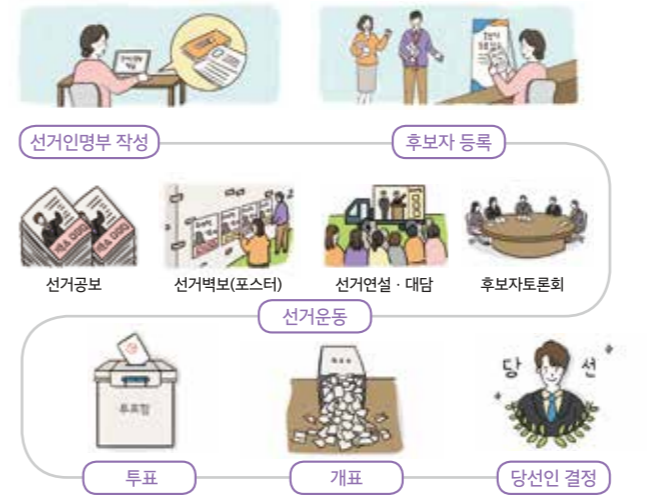 선거인명부 작성
후보자 등록
선거공보
선거벽보(포스터)
선거연설 · 대담
후보자토론회
선거운동
투표함
당 선
투표
개표
당선인 결정